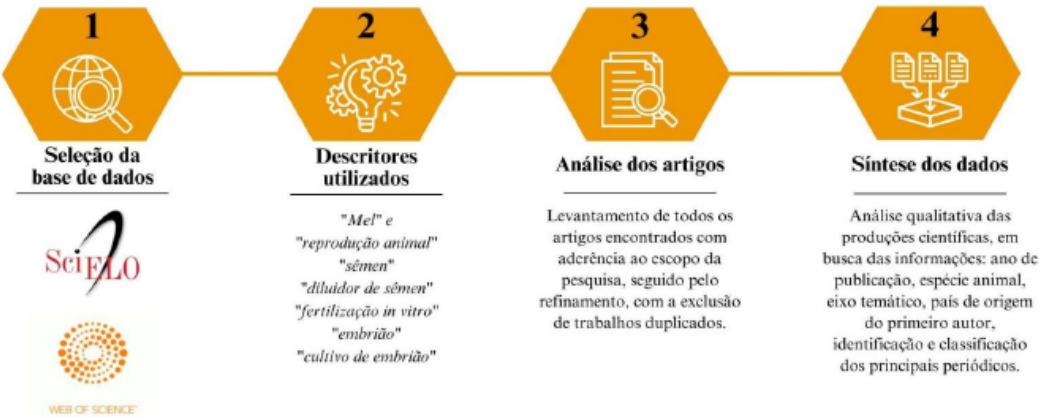 1
Seleção da
base de dados
SciELO
WEB OF SCIENCE™
2
Descritores
utilizados
"Mel" e
"reprodução animal"
"sêmen"
"diluidor de sêmen"
"fertilização in vitro"
"embrião"
"cultivo de embrião"
3
Análise dos artigos
Levantamento de todos os
artigos encontrados com
aderência ao escopo da
pesquisa, seguido pelo
refinamento, com a exclusão
de trabalhos duplicados.
4
Síntese dos dados
Análise qualitativa das
produções científicas, em
busca das informações: ano de
publicação, espécie animal,
eixo temático, país de origem
do primeiro autor,
identificação e classificação
dos principais periódicos.